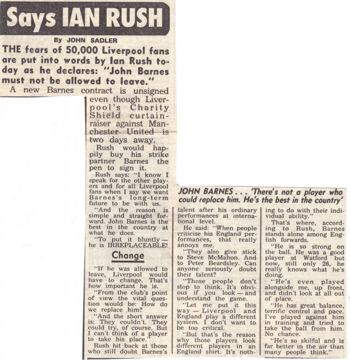 Says IAN RUSH
By JOHN SADLER
THE fears of 50,000 Liverpool fans
are put into words by Ian Rush to-
day as he declares: "John Barnes
must not be allowed to leave."
A new Barnes contract is unsigned
even though Liver-
pool's Charity
Shield curtain-
raiser against Man-
chester United is
two days away.
Rush would hap-
pily buy his strike
partner Barnes the
pen to sign it.
Rush says: "I know I
speak for the other play-
ers and for all Liverpool
fans when I say we want
Barnes's long-term
future to be with us.
"And the reason is
simple and straight for-
ward. John Barnes is the
best in the country at
what he does.
"To put it bluntly —
he is IRREPLACEABLE!
Change
"If he was allowed to
leave, Liverpool would
have to change. That's
how important he is.
"From the club's point
of view the vital ques-
tion would be: How do
we replace him?
"And the short answer
is: They couldn't. They
could try, of course. But
I can't think of a player
to take his place."
Rush hit back at those
who still doubt Barnes's
JOHN BARNES . . . 'There's not a player who
could replace him. He's the best in the country'
talent after his ordinary
performances at interna-
tional level.
He said: "When people
criticise his England per-
formances, that really
annoys me.
"They also give stick
to Steve McMahon. And
to Peter Beardsley. Can
anyone seriously doubt
their talent?
"Those people don't
stop to think. It's obvi-
ous if you look — and
understand the game.
"Let me put it this
way — Liverpool and
England play a different
system. I don't want to
be too critical.
"But that's the reason
why those players look
different players in an
England shirt. It's noth-
ing to do with their ind-
ividual ability."
That's where, accord-
ing to Rush, Barnes
stands alone among Eng-
lish forwards.
"He is so strong on
the ball. He was a good
player at Watford but
now, still only 26, he
really knows what he's
doing.
"He's even played
alongside me, up front,
and didn't look at all out
of place.
"He has great balance,
terrific control and pace.
I've played against him
in training and tried to
take the ball from him.
No chance.
"He's so skilful and is
far better in the air than
many people think."